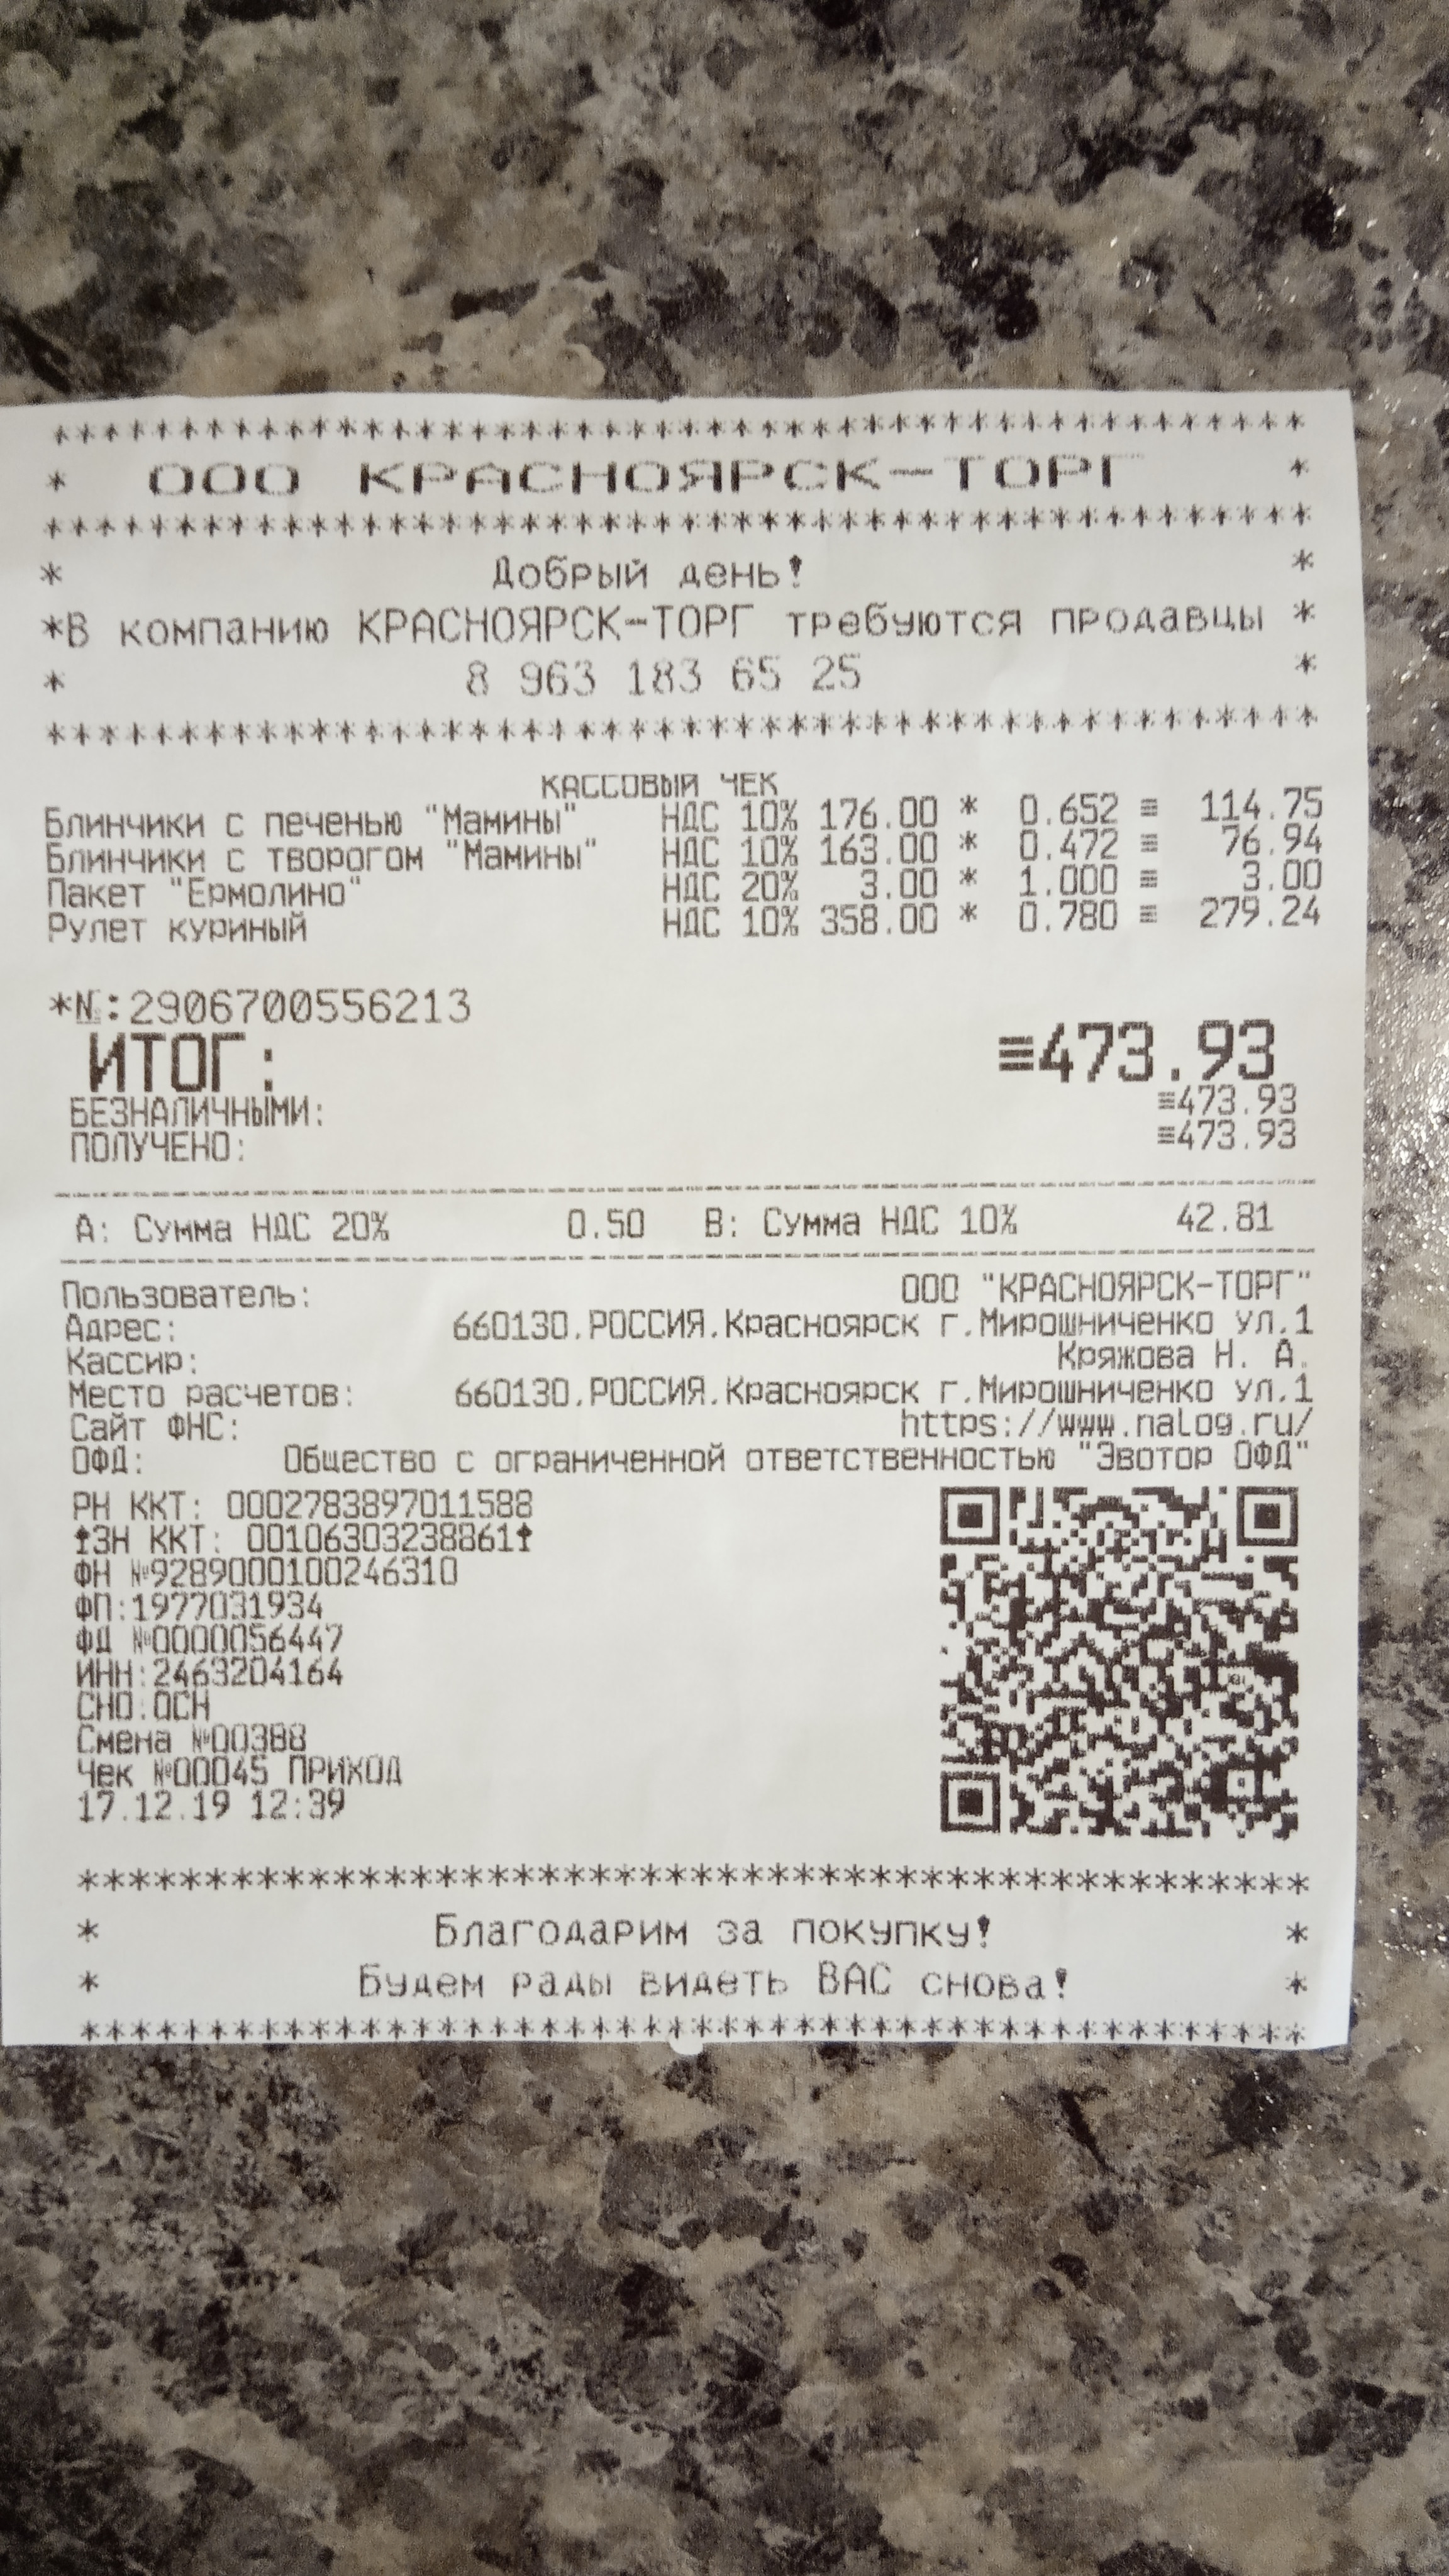 ***********************************************
* ООО КРАСНОЯРСК-ТОРГ *
***********************************************
* Добрый день! *
*В компанию КРАСНОЯРСК-ТОРГ требуются продавцы *
* 8 963 183 65 25 *
***********************************************
КАССОВЫЙ ЧЕК
Блинчики с печенью "Мамины" НДС 10% 176.00 * 0.652 ≡ 114.75
Блинчики с творогом "Мамины" НДС 10% 163.00 * 0.472 ≡ 76.94
Пакет "Ермолино" НДС 20% 3.00 * 1.000 ≡ 3.00
Рулет куриный НДС 10% 358.00 * 0.780 ≡ 279.24
*№:2906700556213
ИТОГ: ≡473.93
БЕЗНАЛИЧНЫМИ: ≡473.93
ПОЛУЧЕНО: ≡473.93
А: Сумма НДС 20% 0.50 В: Сумма НДС 10% 42.81
Пользователь: ООО "КРАСНОЯРСК-ТОРГ"
Адрес: 660130.РОССИЯ.Красноярск г.Мирошниченко ул.1
Кассир: Кряжова Н. А.
Место расчетов: 660130.РОССИЯ.Красноярск г.Мирошниченко ул.1
Сайт ФНС: https://www.nalog.ru/
ОФД: Общество с ограниченной ответственностью "Эвотор ОФД"
РН ККТ: 0002783897011588
ЗН ККТ: 00106303238861
ФН №9289000100246310
ФП:1977031934
ФД №0000056447
ИНН:2463204164
СНО:ОСН
Смена №00388
Чек №00045 ПРИХОД
17.12.19 12:39
************************************************
* Благодарим за покупку! *
* Будем рады видеть ВАС снова! *
************************************************